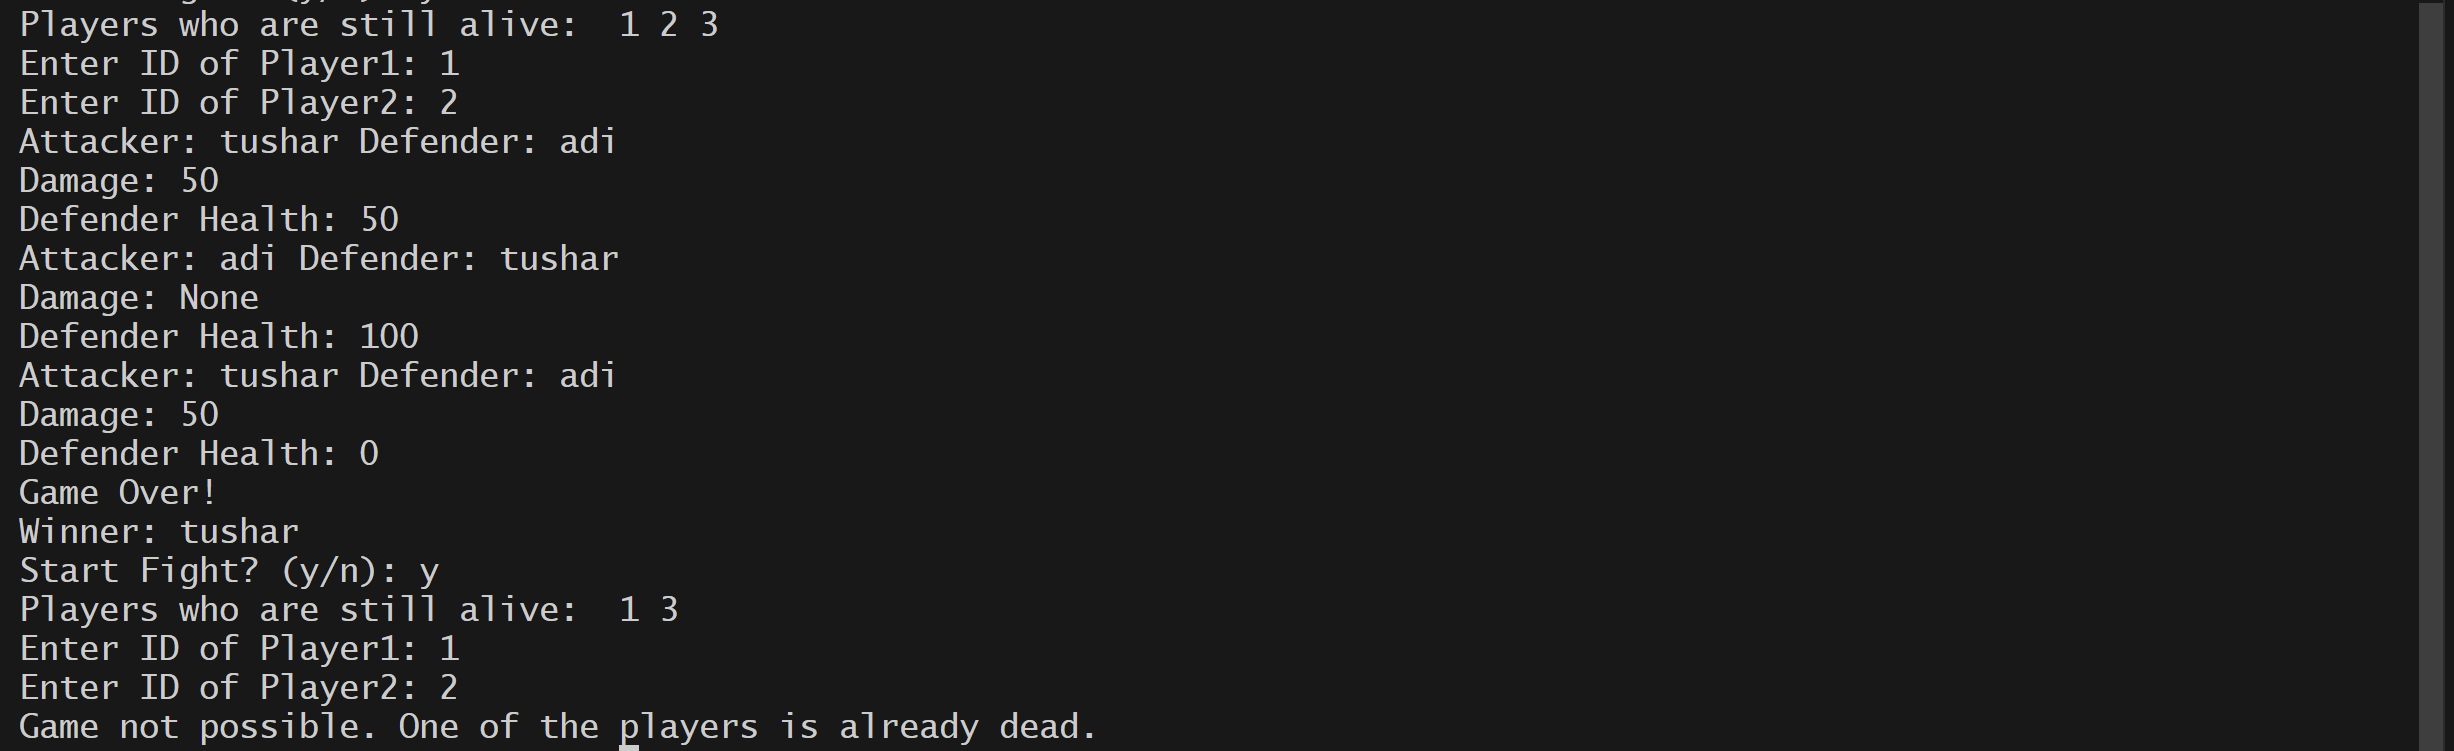 Players who are still alive:  1 2 3
Enter ID of Player1: 1
Enter ID of Player2: 2
Attacker: tushar Defender: adi
Damage: 50
Defender Health: 50
Attacker: adi Defender: tushar
Damage: None
Defender Health: 100
Attacker: tushar Defender: adi
Damage: 50
Defender Health: 0
Game Over!
Winner: tushar
Start Fight? (y/n): y
Players who are still alive:  1 3
Enter ID of Player1: 1
Enter ID of Player2: 2
Game not possible. One of the players is already dead.